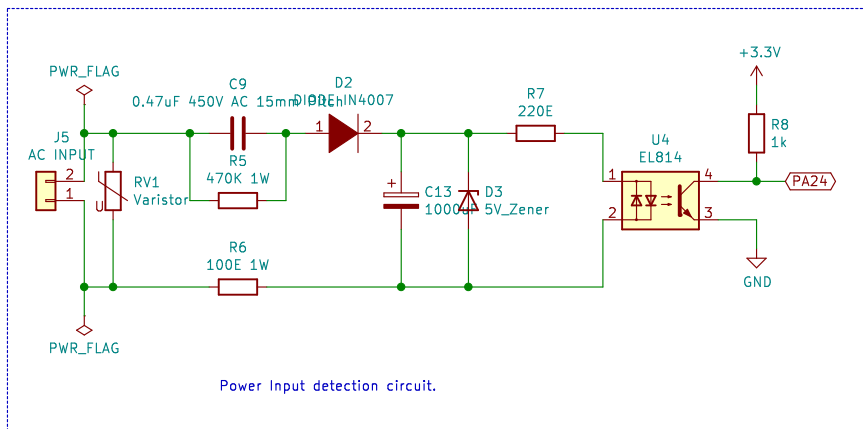 +3.3V
PWR_FLAG
C9
D2
0.47uF 450V AC 15mm Pitch
DIODE IN4007
R7
220E
J5
AC INPUT
1
2
R8
1k
U4
EL814
R5
470K 1W
2
1
RV1
Varistor
U
+
C13
1000uF
D3
5V_Zener
1
2
4
3
PA24
R6
100E 1W
GND
PWR_FLAG
Power Input detection circuit.